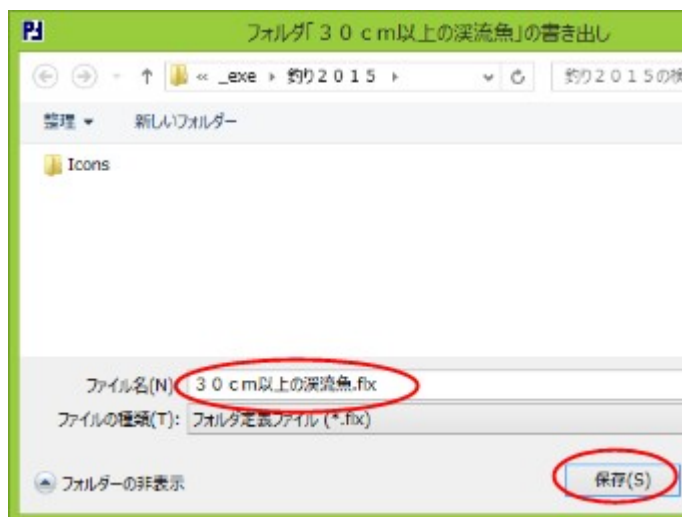 フォルダ「３０ｃｍ以上の渓流魚」の書き出し
« _exe ▸ 釣り２０１５ ▸
釣り２０１５の検
整理 ▾ 新しいフォルダー
Icons
ファイル名(N): ３０ｃｍ以上の渓流魚.flx
ファイルの種類(T): フォルダ定義ファイル (*.flx)
フォルダーの非表示
保存(S)